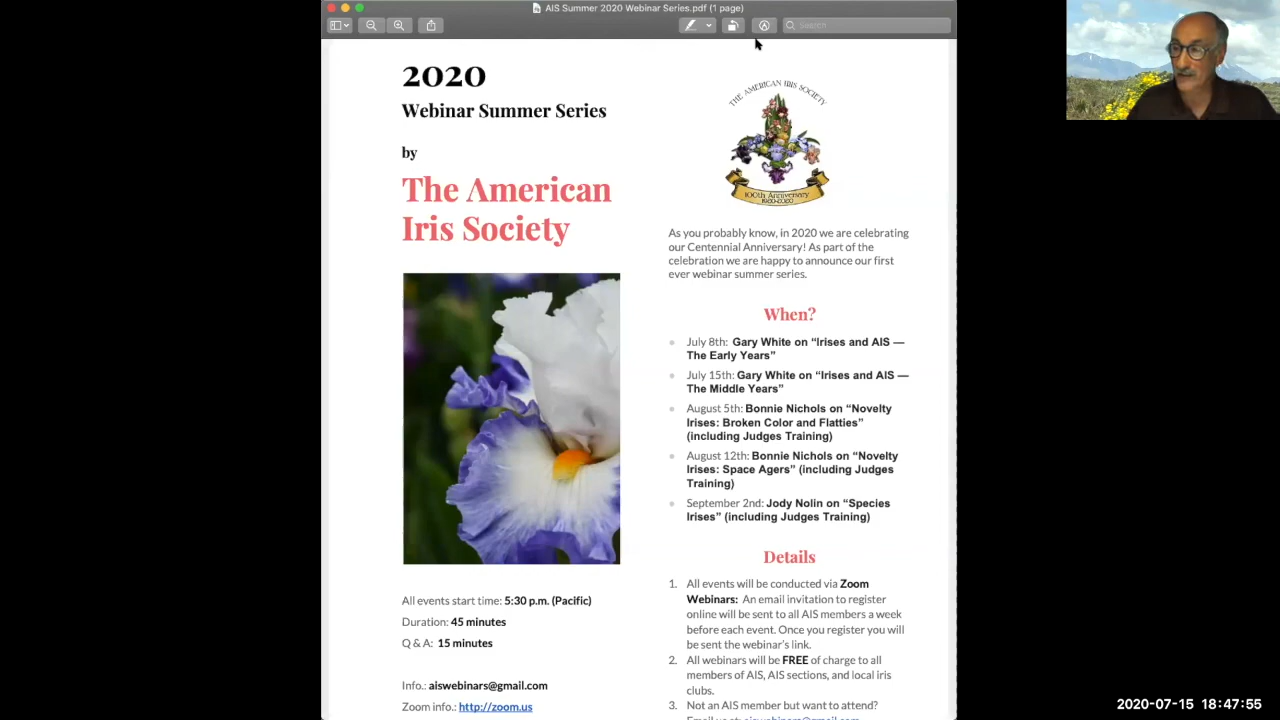 AIS Summer 2020 Webinar Series.pdf (1 page)
Search
2020
Webinar Summer Series
by
The American
Iris Society
All events start time: 5:30 p.m. (Pacific)
Duration: 45 minutes
Q & A: 15 minutes
Info.: aiswebinars@gmail.com
Zoom info.: http://zoom.us
THE AMERICAN IRIS SOCIETY
100th Anniversary
1920-2020
As you probably know, in 2020 we are celebrating
our Centennial Anniversary! As part of the
celebration we are happy to announce our first
ever webinar summer series.
When?
July 8th: Gary White on “Irises and AIS —
The Early Years”
July 15th: Gary White on “Irises and AIS —
The Middle Years”
August 5th: Bonnie Nichols on “Novelty
Irises: Broken Color and Flatties”
(including Judges Training)
August 12th: Bonnie Nichols on “Novelty
Irises: Space Agers” (including Judges
Training)
September 2nd: Jody Nolin on “Species
Irises” (including Judges Training)
Details
1. All events will be conducted via Zoom
Webinars: An email invitation to register
online will be sent to all AIS members a week
before each event. Once you register you will
be sent the webinar’s link.
2. All webinars will be FREE of charge to all
members of AIS, AIS sections, and local iris
clubs.
3. Not an AIS member but want to attend?
Email us at: aiswebinars@gmail.com
2020-07-15 18:47:55